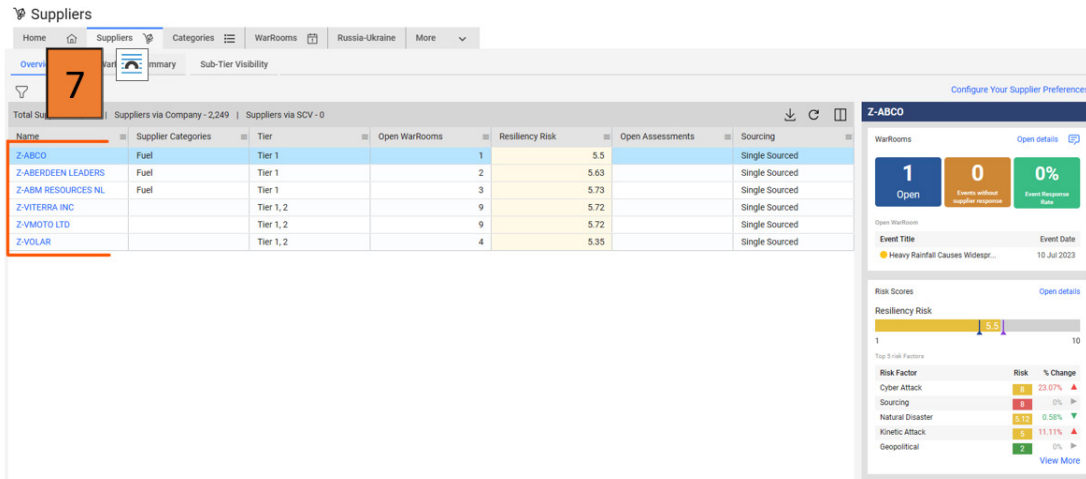 Suppliers
Home Suppliers Categories WarRooms Russia-Ukraine More
7
Sub-Tier Visibility
Configure Your Supplier Preferences
Suppliers via Company - 2,249 | Suppliers via SCV - 0
Name Supplier Categories Tier Open WarRooms Resiliency Risk Open Assessments Sourcing
Z-ABCO Fuel Tier 1 1 5.5 Single Sourced
Z-ABERDEEN LEADERS Fuel Tier 1 2 5.63 Single Sourced
Z-ABM RESOURCES NL Fuel Tier 1 3 5.73 Single Sourced
Z-VITERRA INC Tier 1, 2 9 5.72 Single Sourced
Z-VMOTO LTD Tier 1, 2 9 5.72 Single Sourced
Z-VOLAR Tier 1, 2 4 5.35 Single Sourced
Z-ABCO
WarRooms Open details
1 0 0%
Open Events without supplier response Event Response Rate
Open WarRoom
Event Title Event Date
Heavy Rainfall Causes Widespr... 10 Jul 2023
Risk Scores Open details
Resiliency Risk
5.5
1 10
Top 5 risk Factors
Risk Factor Risk % Change
Cyber Attack 8 23.07%
Sourcing 8 0%
Natural Disaster 5.12 0.58%
Kinetic Attack 5 11.11%
Geopolitical 2 0%
View More